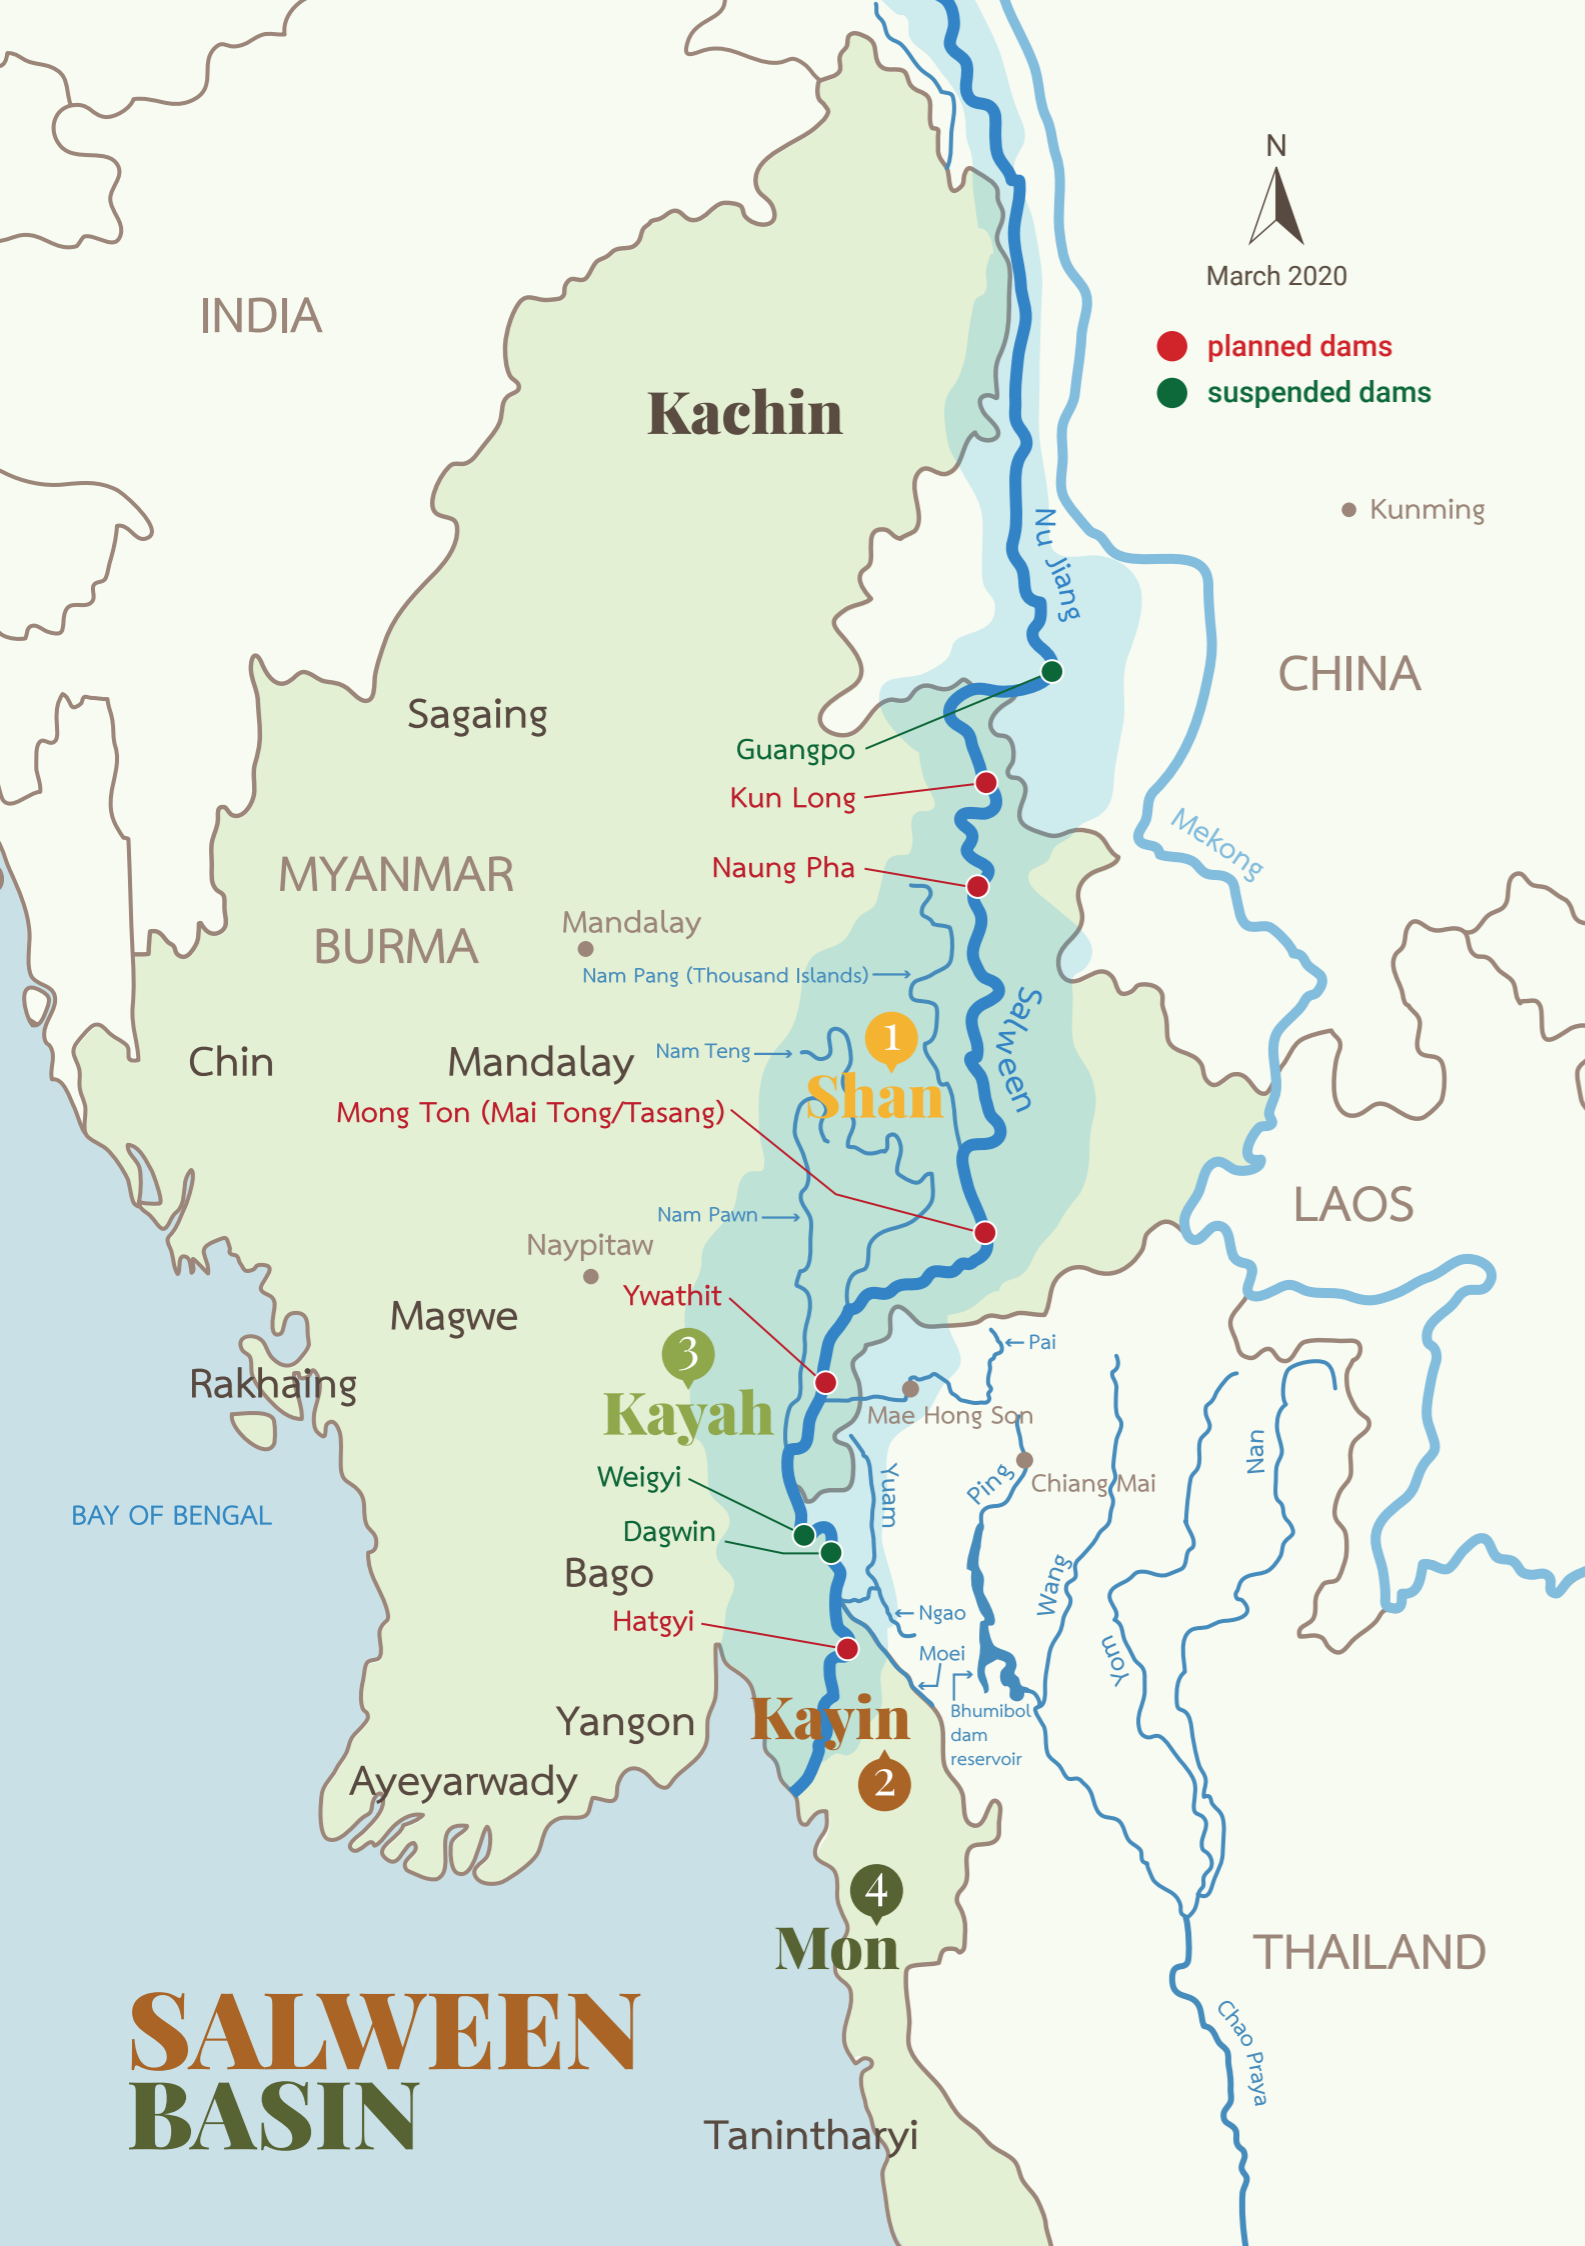 N
March 2020
planned dams
suspended dams
INDIA
Kachin
Kunming
Nu Jiang
CHINA
Sagaing
Guangpo
Kun Long
Mekong
Naung Pha
MYANMAR
BURMA
Mandalay
Nam Pang (Thousand Islands)
Salween
1
Shan
Chin
Mandalay
Nam Teng
Mong Ton (Mai Tong/Tasang)
LAOS
Nam Pawn
Naypitaw
Ywathit
Magwe
Pai
3
Kayah
Rakhaing
Mae Hong Son
Nan
Weigyi
Yuam
Ping
Chiang Mai
BAY OF BENGAL
Dagwin
Bago
Wang
Hatgyi
Ngao
Yom
Moei
Kayin
2
Yangon
Bhumibol
dam
reservoir
Ayeyarwady
4
Mon
THAILAND
Chao Praya
SALWEEN
BASIN
Tanintharyi